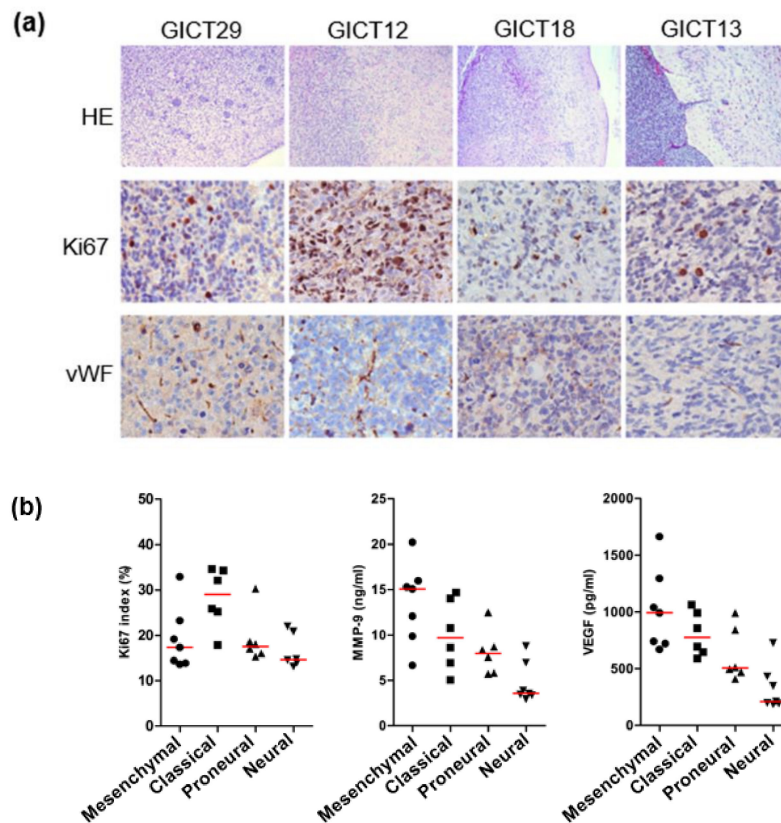 (a)
GICT29 GICT12 GICT18 GICT13
HE
Ki67
vWF
(b)
Ki67 index (%)
50
40
30
20
10
0
Mesenchymal
Classical
Proneural
Neural
MMP-9 (ng/ml)
25
20
15
10
5
0
Mesenchymal
Classical
Proneural
Neural
VEGF (pg/ml)
2000
1500
1000
500
0
Mesenchymal
Classical
Proneural
Neural